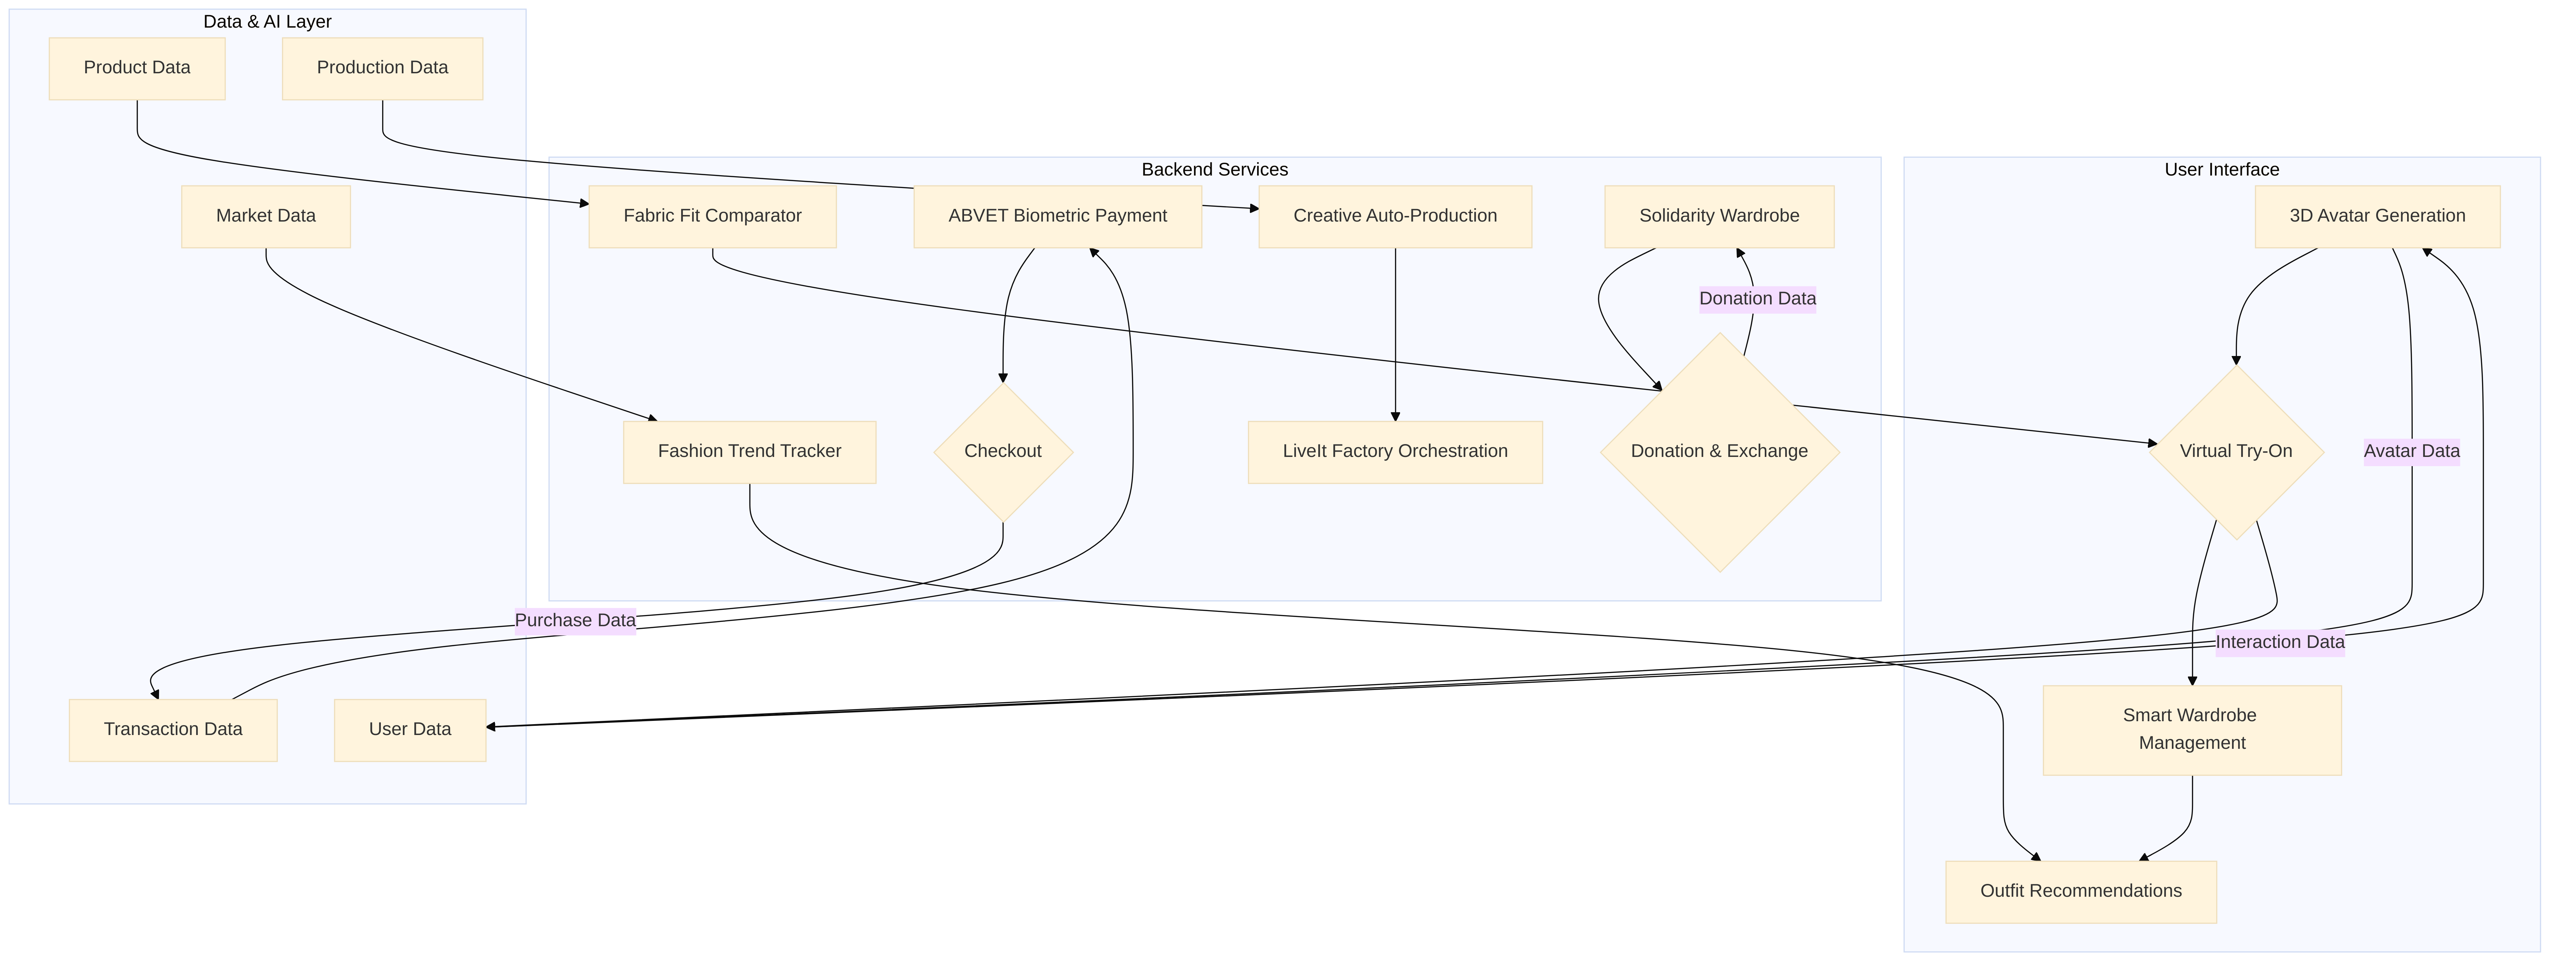 Data & AI Layer
Product Data
Production Data
Backend Services
User Interface
Market Data
Fabric Fit Comparator
ABVET Biometric Payment
Creative Auto-Production
Solidarity Wardrobe
3D Avatar Generation
Donation Data
Fashion Trend Tracker
Checkout
LiveIt Factory Orchestration
Donation & Exchange
Virtual Try-On
Avatar Data
Purchase Data
Interaction Data
Transaction Data
User Data
Smart Wardrobe
Management
Outfit Recommendations